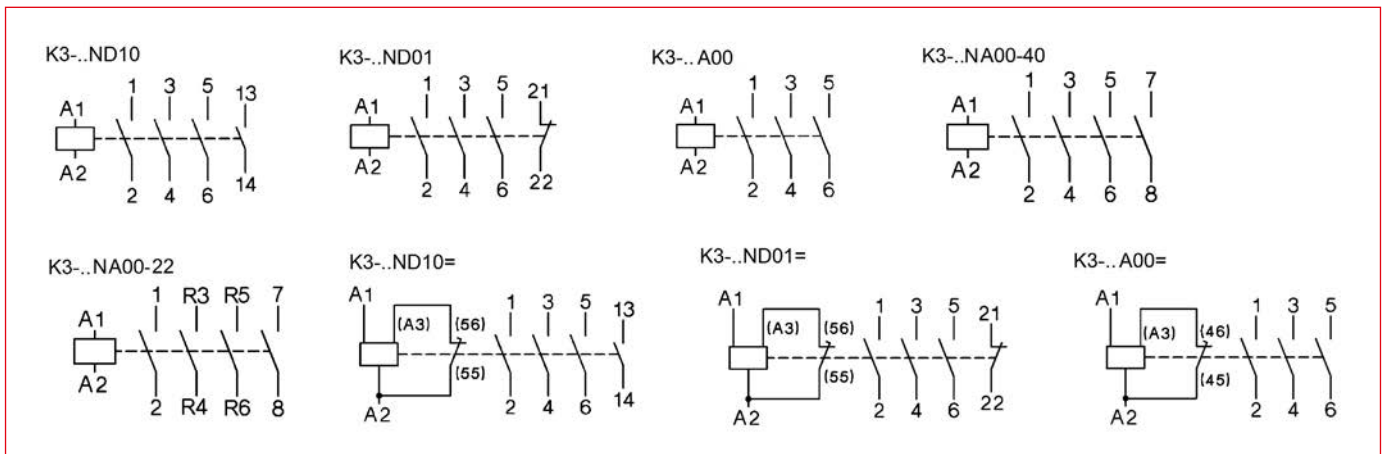 K3-..ND10
A1 1 3 5 13
A2 2 4 6 14
K3-..ND01
A1 1 3 5 21
A2 2 4 6 22
K3-..A00
A1 1 3 5
A2 2 4 6
K3-..NA00-40
A1 1 3 5 7
A2 2 4 6 8
K3-..NA00-22
A1 1 R3 R5 7
A2 2 R4 R6 8
K3-..ND10=
A1 (A3) (56) 1 3 5 13
A2 (55) 2 4 6 14
K3-..ND01=
A1 (A3) (56) 1 3 5 21
A2 (55) 2 4 6 22
K3-..A00=
A1 (A3) (46) 1 3 5
A2 (45) 2 4 6